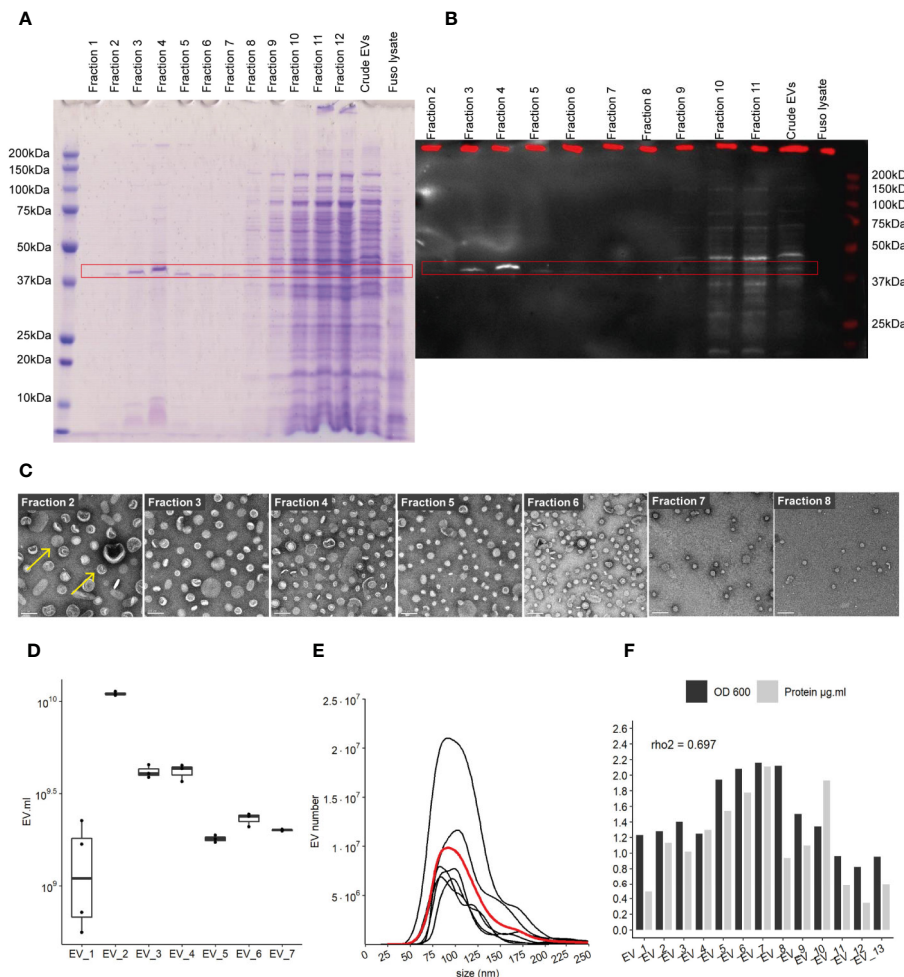 A
Fraction 1
Fraction 2
Fraction 3
Fraction 4
Fraction 5
Fraction 6
Fraction 7
Fraction 8
Fraction 9
Fraction 10
Fraction 11
Fraction 12
Crude EVs
Fuso lysate
200kDa
150kDa
100kDa
75kDa
50kDa
37kDa
25kDa
20kDa
10kDa
B
Fraction 2
Fraction 3
Fraction 4
Fraction 5
Fraction 6
Fraction 7
Fraction 8
Fraction 9
Fraction 10
Fraction 11
Crude EVs
Fuso lysate
200kD
150kD
100kD
75kDa
50kDa
37kDa
25kDa
C
Fraction 2
Fraction 3
Fraction 4
Fraction 5
Fraction 6
Fraction 7
Fraction 8
D
EV.ml
10^10
10^9.5
10^9
EV_1 EV_2 EV_3 EV_4 EV_5 EV_6 EV_7
E
EV number
2.5·10^7
2·10^7
1.5·10^7
1·10^7
5·10^6
0 25 50 75 100 125 150 175 200 225 250
size (nm)
F
OD 600 Protein µg.ml
rho2 = 0.697
2.6
2.4
2.2
2.0
1.8
1.6
1.4
1.2
1.0
0.8
0.6
0.4
0.2
0.0
EV_1 EV_2 EV_3 EV_4 EV_5 EV_6 EV_7 EV_8 EV_9 EV_10 EV_11 EV_12 EV_13